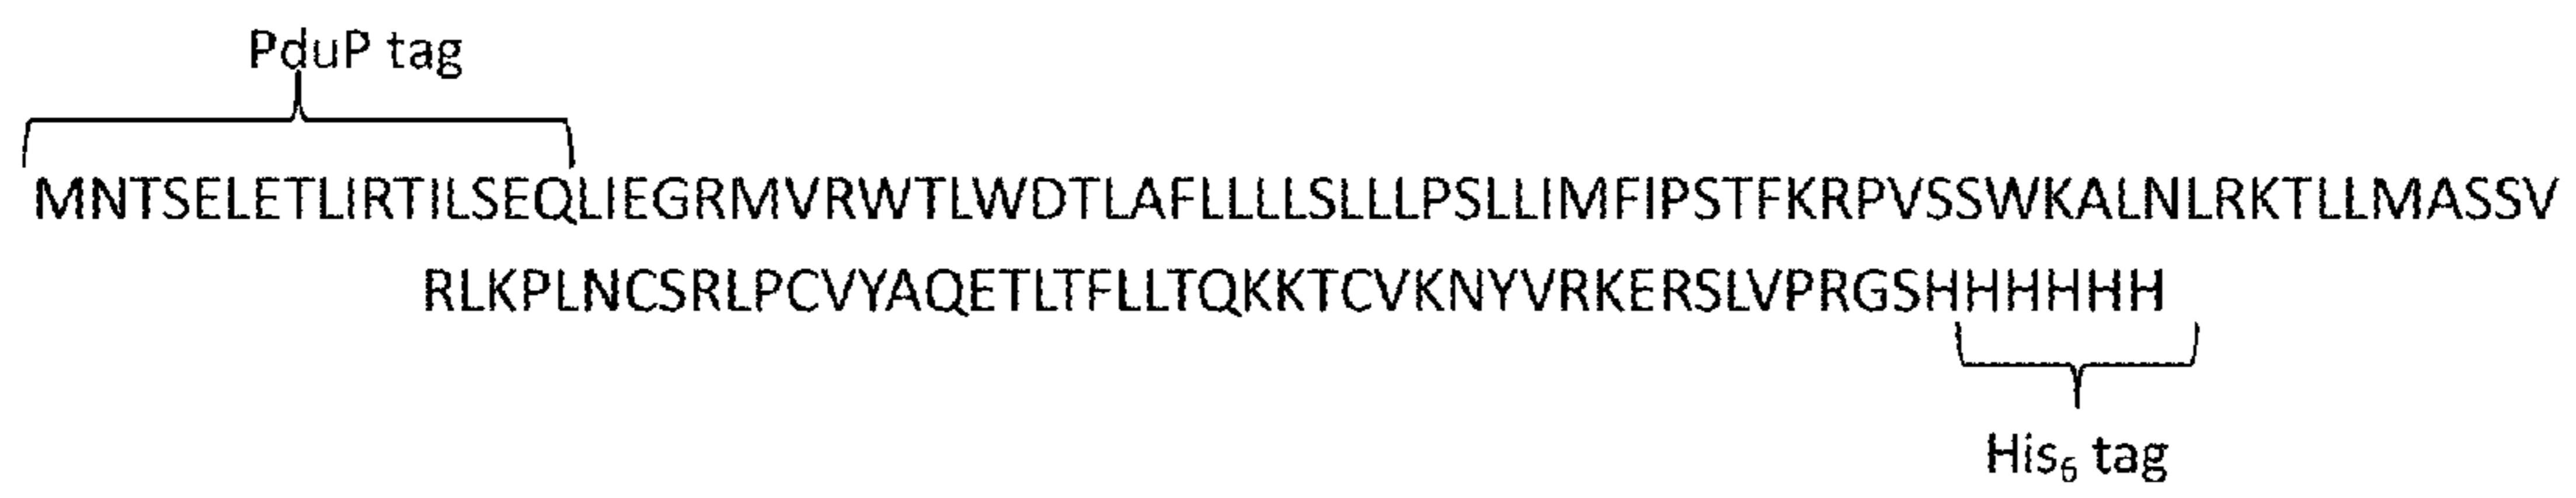 PduP tag
MNTSELETLIRTILSEQLIEGRMVRWTLWDTLAFLLLLSLLLPSLLIMFIPSTFKRPVSSWKALNLRKTLLMASSV
RLKPLNCSRLPCVYAQETLTFLLTQKKTCVKNYVRKERSLVPRGSHHHHHH
His₆ tag